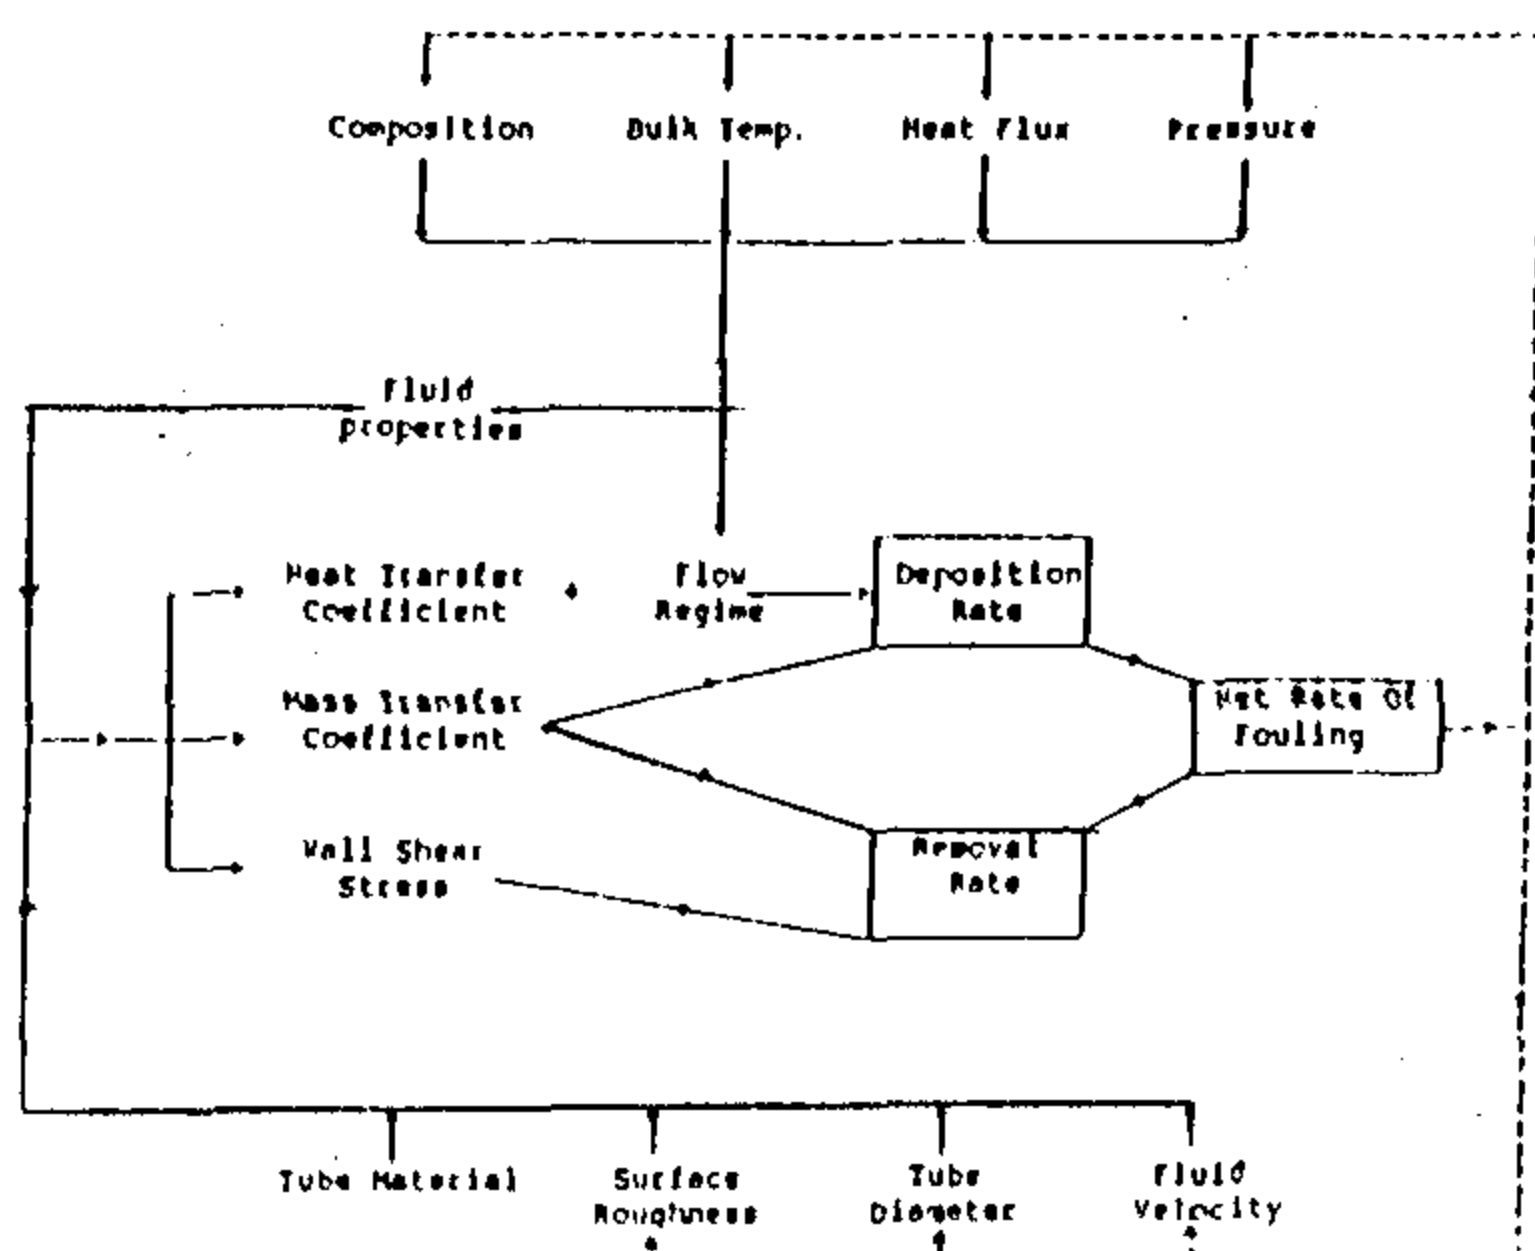 Composition Bulk Temp. Heat Flux Pressure
Fluid
properties
Heat Transfer
Coefficient
Flow
Regime
Deposition
Rate
Mass Transfer
Coefficient
Net Rate Of
Fouling
Wall Shear
Stress
Removal
Rate
Tube Material
Surface
Roughness
Tube
Diameter
Fluid
Velocity